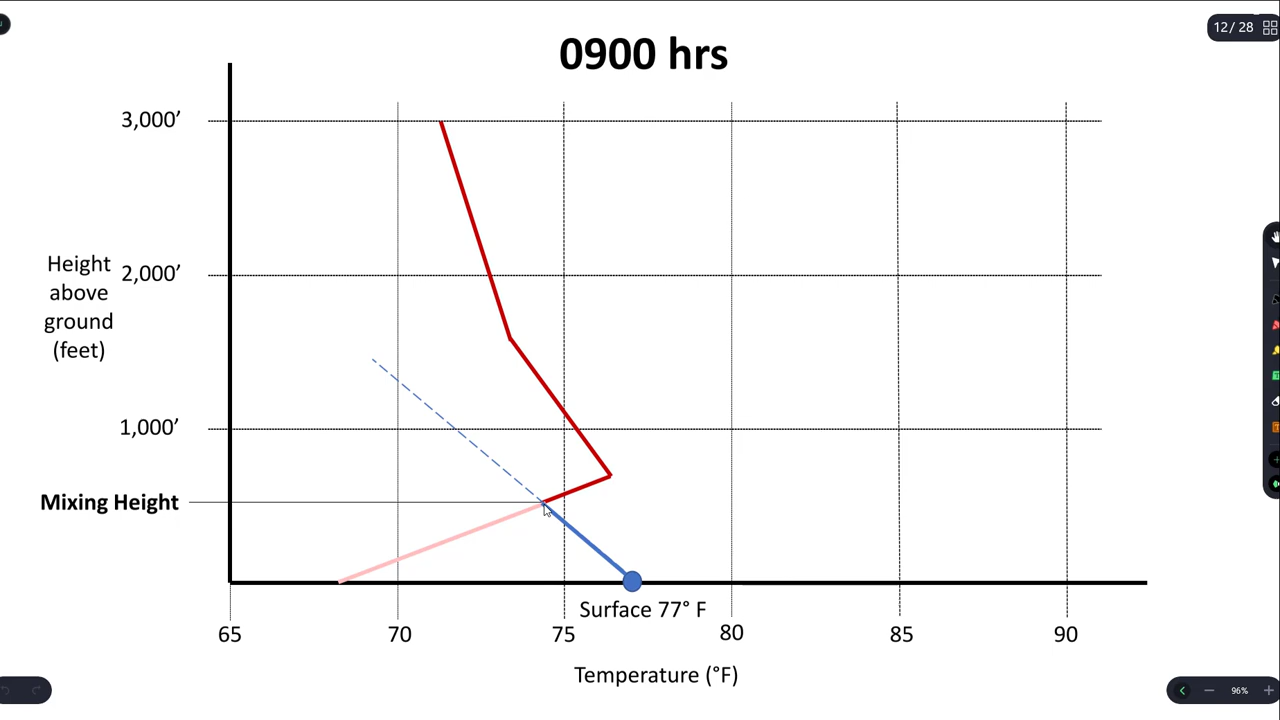 12/ 28
0900 hrs
3,000’
2,000’
Height
above
ground
(feet)
1,000’
Mixing Height
Surface 77° F
65
70
75
80
85
90
Temperature (°F)
96%